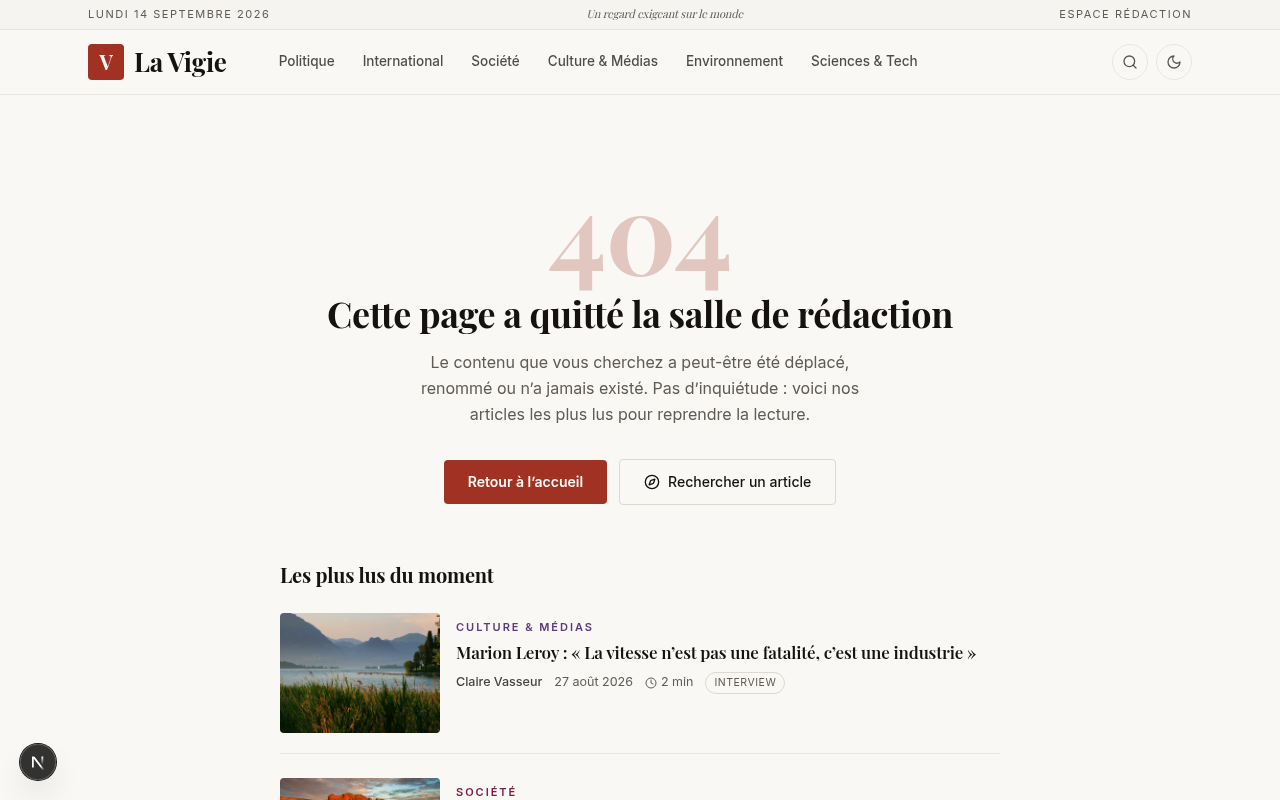 LUNDI 14 SEPTEMBRE 2026
Un regard exigeant sur le monde
ESPACE RÉDACTION
V La Vigie
Politique International Société Culture & Médias Environnement Sciences & Tech
404
Cette page a quitté la salle de rédaction
Le contenu que vous cherchez a peut-être été déplacé,
renommé ou n’a jamais existé. Pas d’inquiétude : voici nos
articles les plus lus pour reprendre la lecture.
Retour à l’accueil
Rechercher un article
Les plus lus du moment
CULTURE & MÉDIAS
Marion Leroy : « La vitesse n’est pas une fatalité, c’est une industrie »
Claire Vasseur 27 août 2026 2 min INTERVIEW
N
SOCIÉTÉ